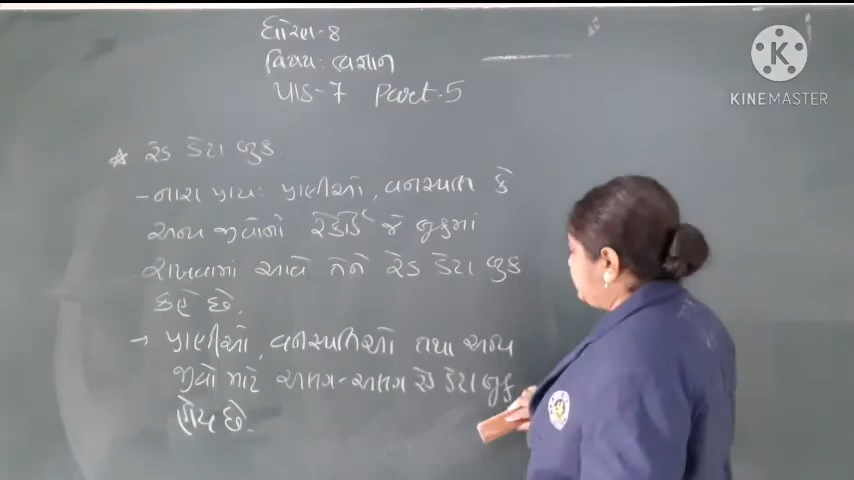 ધોરણ-8
વિષય: વિજ્ઞાન
પાઠ-7 Part-5
KINEMASTER
* રેડ ડેટા બુક
- નાશ પ્રાય: પ્રાણીઓ, વનસ્પતિ કે
અન્ય જીવોનો રેકોર્ડ જે બુકમાં
રાખવામાં આવે તેને રેડ ડેટા બુક
કહે છે.
→ પ્રાણીઓ, વનસ્પતિઓ તથા અન્ય
જીવો માટે અલગ-અલગ રેડ ડેટા બુક
હોય છે.